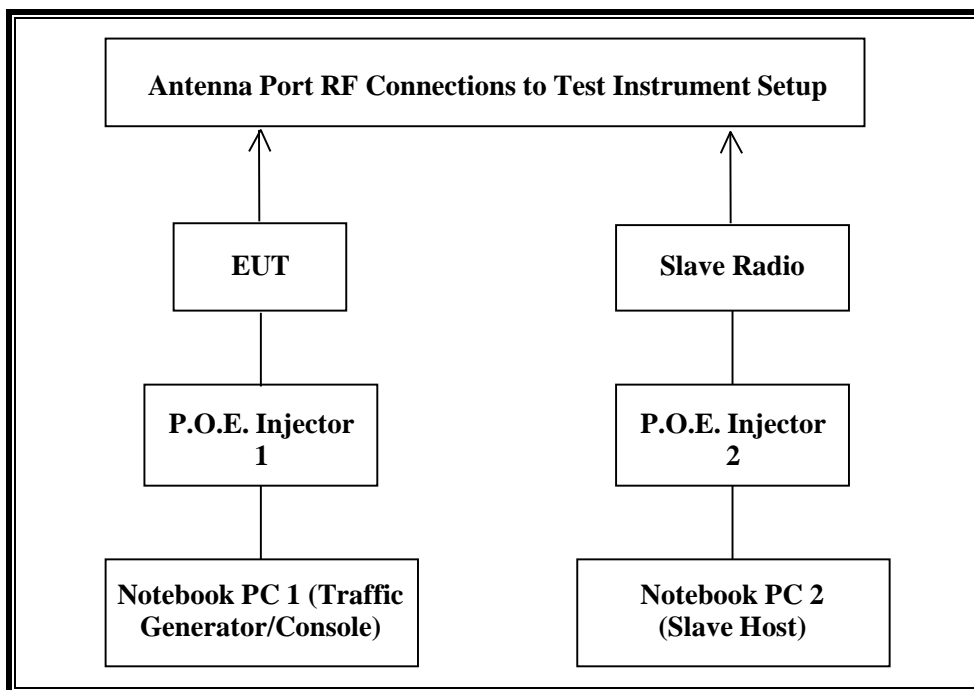 Antenna Port RF Connections to Test Instrument Setup
EUT
Slave Radio
P.O.E. Injector
1
P.O.E. Injector
2
Notebook PC 1 (Traffic
Generator/Console)
Notebook PC 2
(Slave Host)